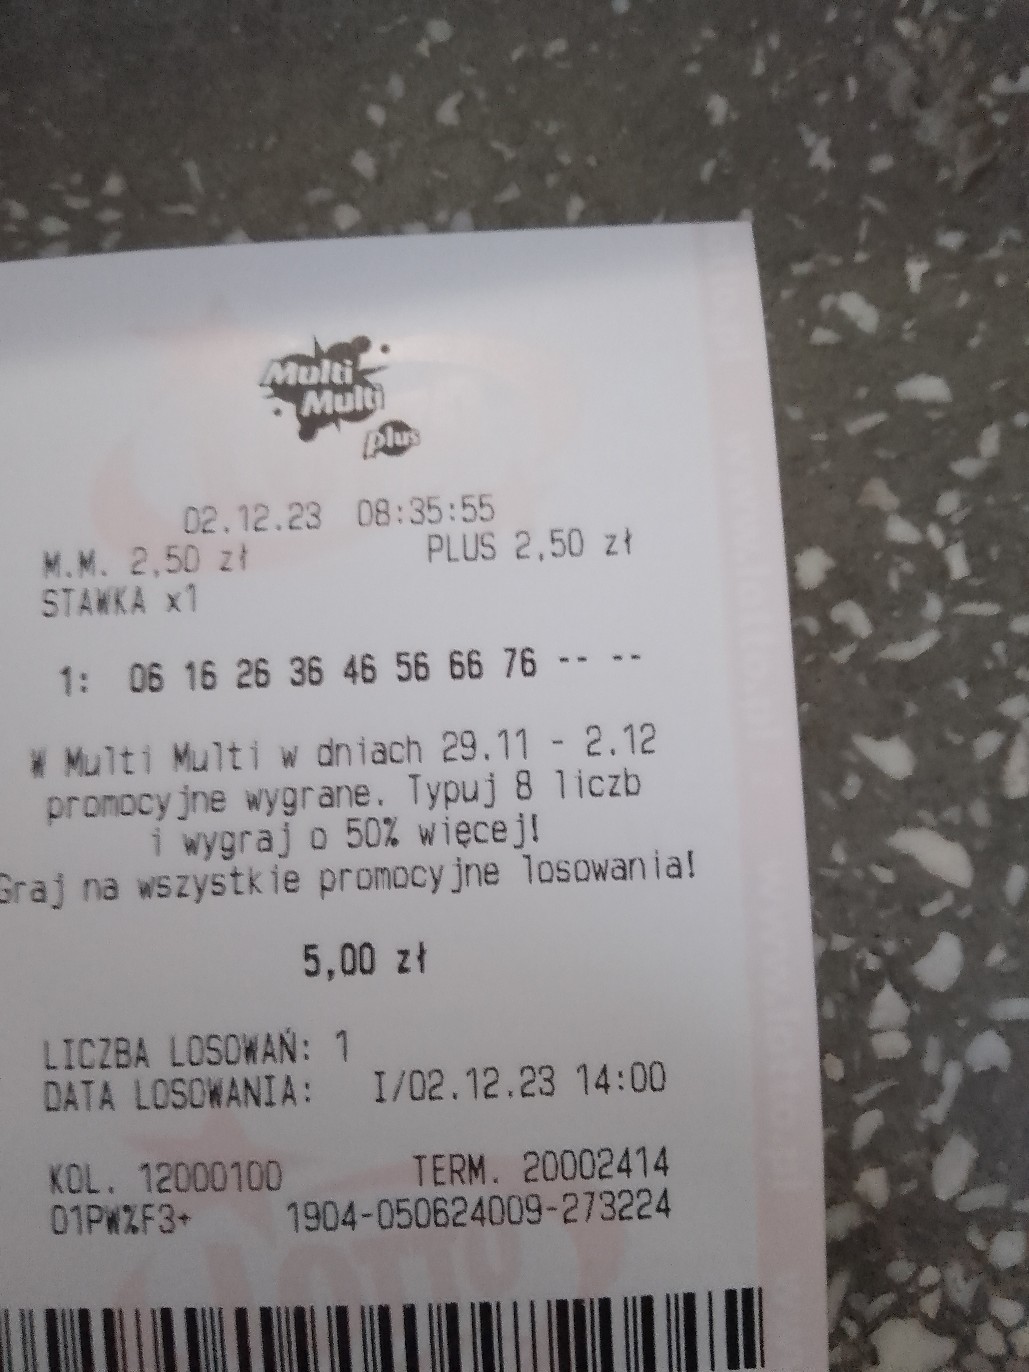 Multi
Multi
plus
02.12.23 08:35:55
M.M. 2,50 zł PLUS 2,50 zł
STAWKA x1
1: 06 16 26 36 46 56 66 76 -- --
W Multi Multi w dniach 29.11 - 2.12
promocyjne wygrane. Typuj 8 liczb
i wygraj o 50% więcej!
Graj na wszystkie promocyjne losowania!
5,00 zł
LICZBA LOSOWAŃ: 1
DATA LOSOWANIA: I/02.12.23 14:00
KOL. 12000100 TERM. 20002414
01PW%F3+ 1904-050624009-273224
LOTTO